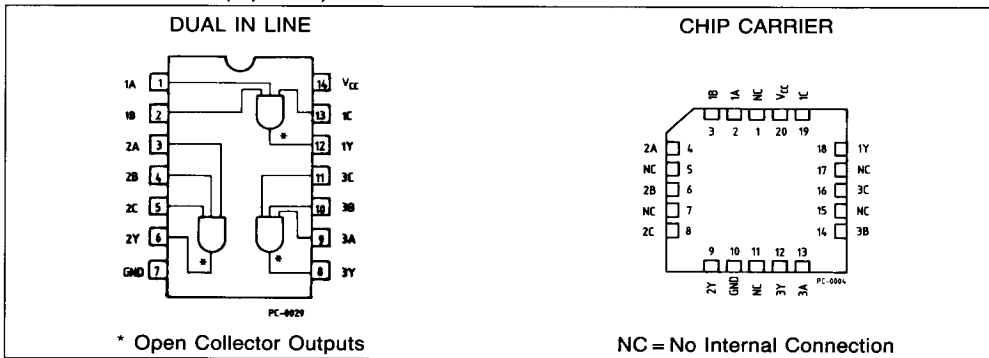 DUAL IN LINE
1A 1 14 VCC
1B 2 13 1C
* 
2A 3 12 1Y
2B 4 11 3C
2C 5 10 3B
2Y 6 9 3A
* *
GND 7 8 3Y
PC-0029
* Open Collector Outputs
CHIP CARRIER
1B 1A NC VCC 1C
3 2 1 20 19
2A 4 18 1Y
NC 5 17 NC
2B 6 16 3C
NC 7 15 NC
2C 8 14 3B
9 10 11 12 13
2Y GND NC 3Y 3A
PC-0004
NC = No Internal Connection